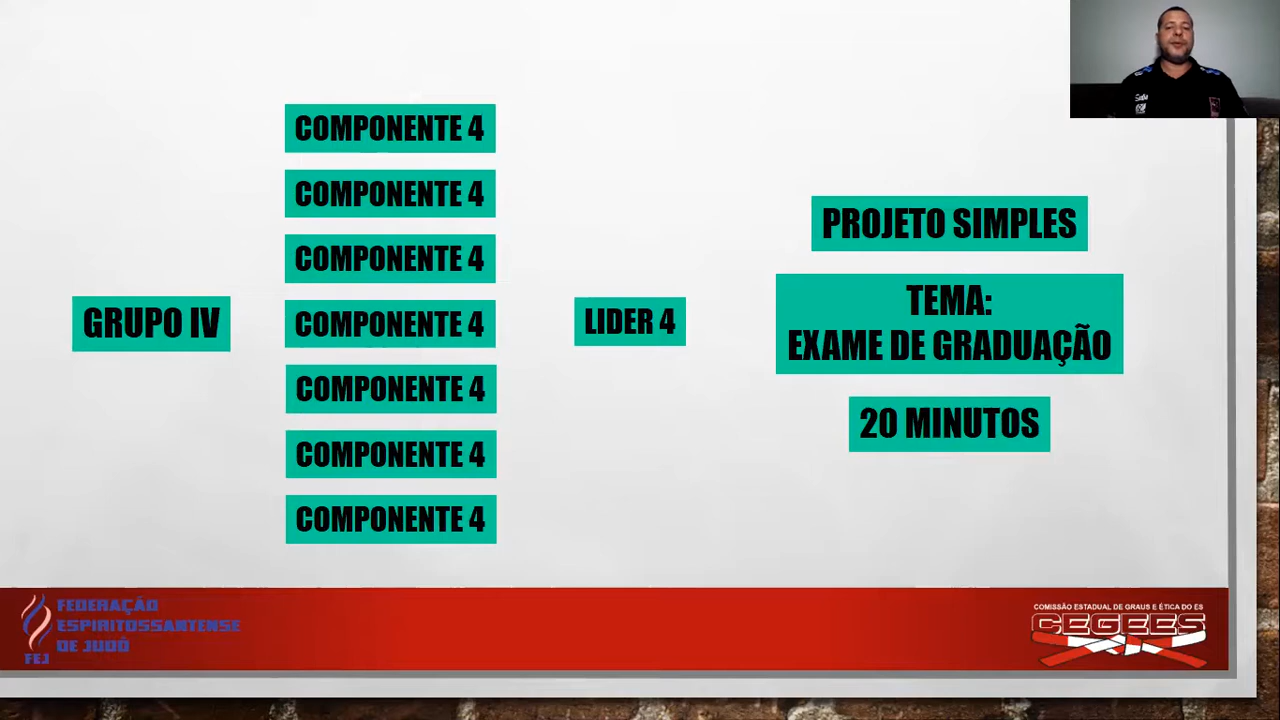 COMPONENTE 4
COMPONENTE 4
COMPONENTE 4
GRUPO IV
COMPONENTE 4
LIDER 4
COMPONENTE 4
COMPONENTE 4
COMPONENTE 4
PROJETO SIMPLES
TEMA:
EXAME DE GRADUAÇÃO
20 MINUTOS
FEDERAÇÃO
ESPIRITOSSANTENSE
DE JUDÔ
FEJ
COMISSÃO ESTADUAL DE GRAUS E ÉTICA DO ES
CEGEES